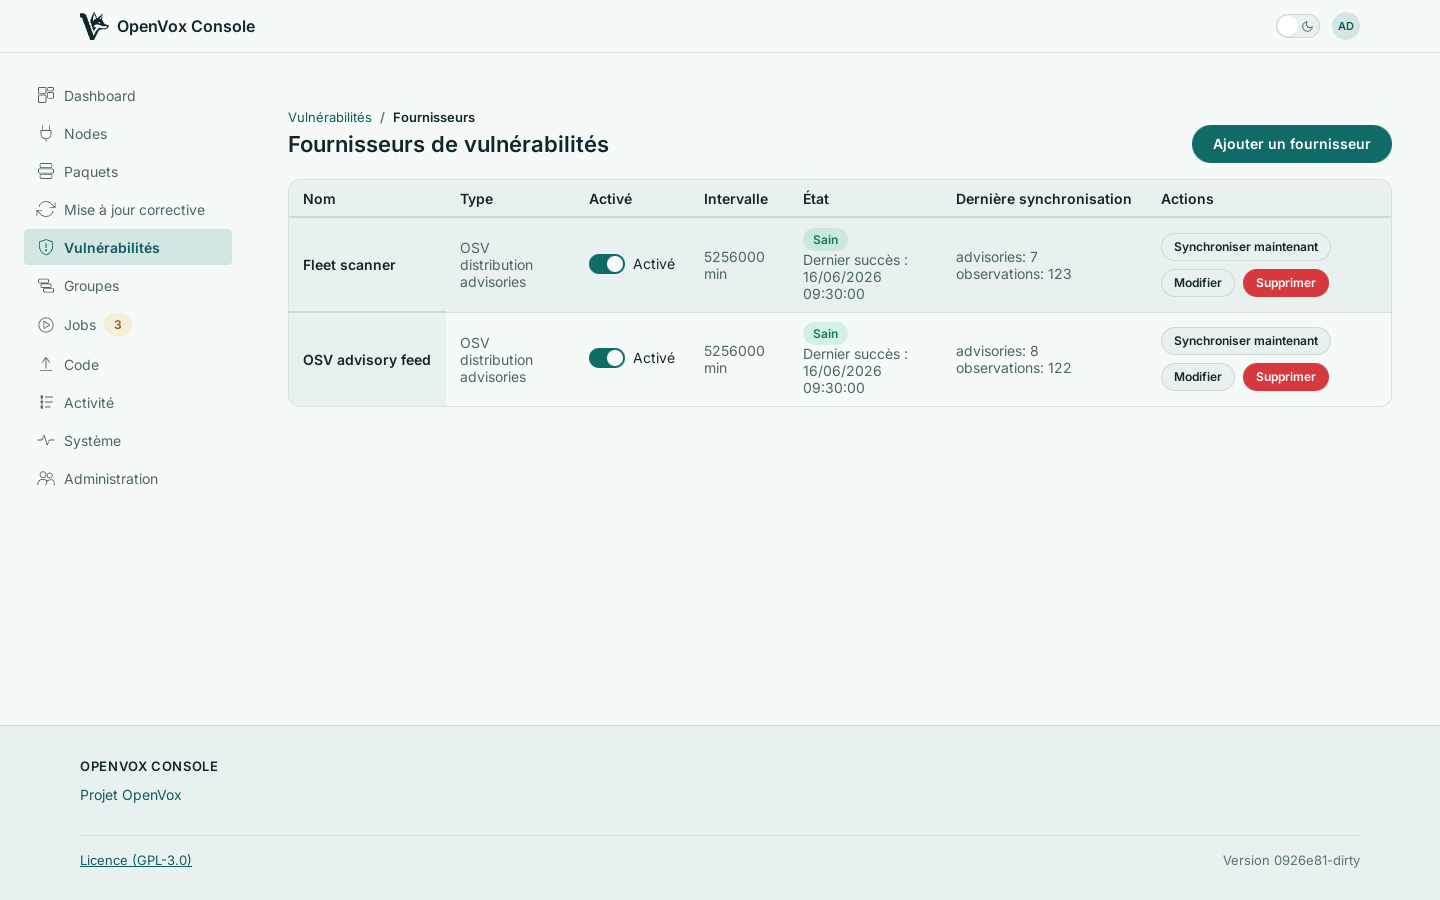 OpenVox Console
AD
Dashboard
Nodes
Paquets
Mise à jour corrective
Vulnérabilités
Groupes
Jobs 3
Code
Activité
Système
Administration
Vulnérabilités / Fournisseurs
Fournisseurs de vulnérabilités
Ajouter un fournisseur
Nom Type Activé Intervalle État Dernière synchronisation Actions
Fleet scanner
OSV
distribution
advisories
Activé
5256000
min
Sain
Dernier succès :
16/06/2026
09:30:00
advisories: 7
observations: 123
Synchroniser maintenant
Modifier Supprimer
OSV advisory feed
OSV
distribution
advisories
Activé
5256000
min
Sain
Dernier succès :
16/06/2026
09:30:00
advisories: 8
observations: 122
Synchroniser maintenant
Modifier Supprimer
OPENVOX CONSOLE
Projet OpenVox
Licence (GPL-3.0)
Version 0926e81-dirty